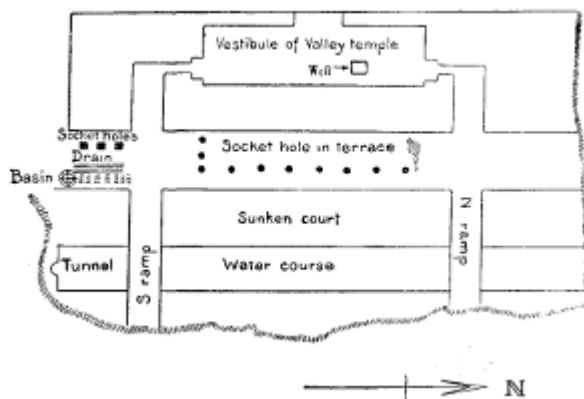 Vestibule of Valley temple
Well
Socket holes
Drain
Basin
Socket hole in terrace
Sunken court
Tunnel
S ramp
Water course
N ramp
N